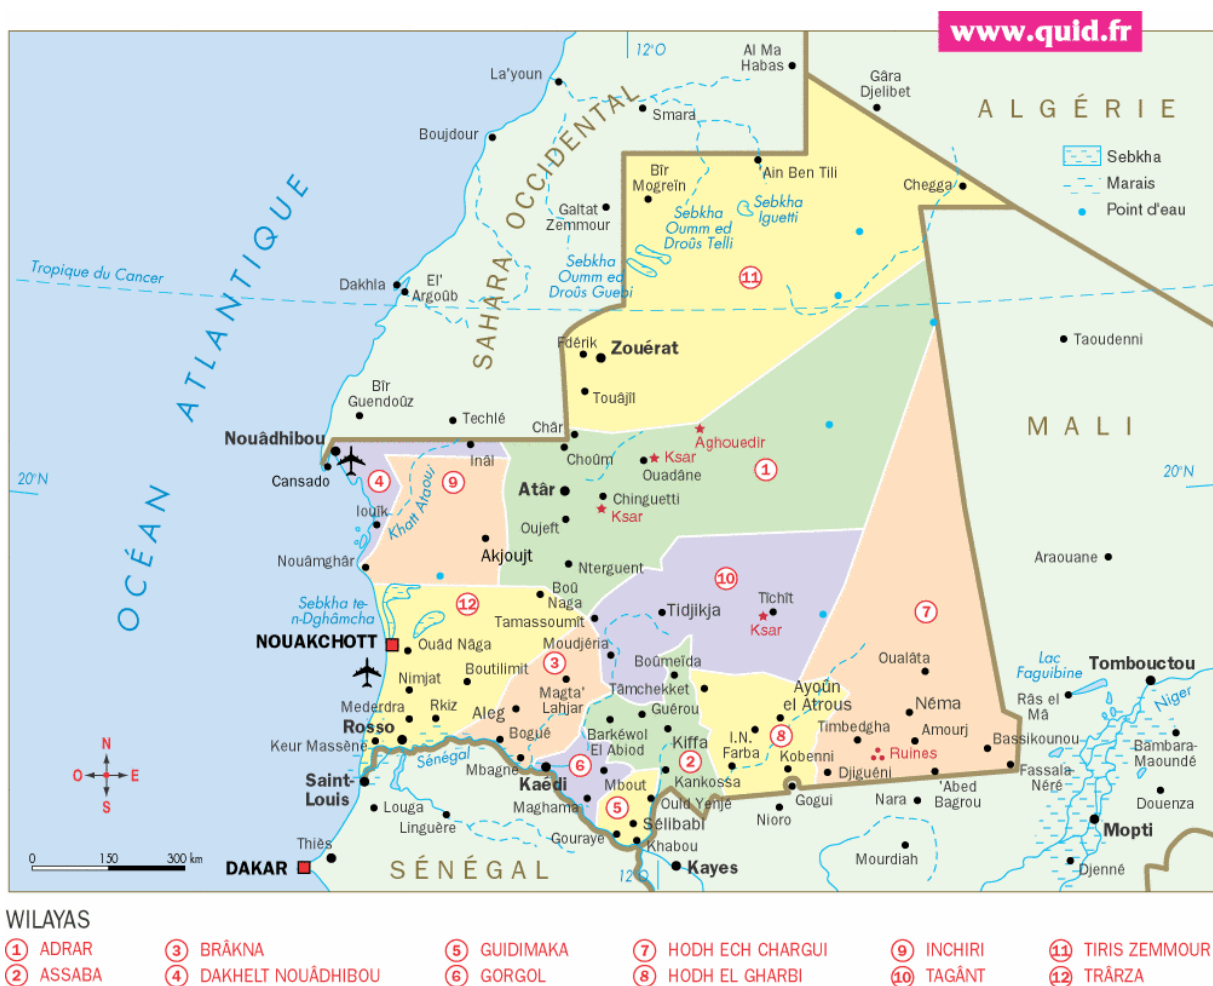 www.quid.fr
12°O
Al Ma
Habas
La'youn
Gâra
Djelibet
ALGÉRIE
Smara
Boujdour
Sebkha
Marais
Point d'eau
Bîr
Mogreïn
Ain Ben Tili
Chegga
SAHARA OCCIDENTAL
OCÉAN ATLANTIQUE
Galtat
Zemmour
Sebkha
Iguetti
Sebkha
Oumm ed
Droûs Telli
Sebkha
Oumm ed
Droûs Guebi
Tropique du Cancer
Dakhla
El'
Argoûb
11
Fdérik
Zouérat
Taoudenni
Touâjîl
Bîr
Guendoûz
Techlé
Châr
MALI
Nouâdhibou
Aghouedir
Inâl
Choûm
Ksar
Ouadâne
1
Cansado
4
9
20°N
20°N
Khatt Ataoui
Atâr
Chinguetti
Ksar
Iouîk
Oujeft
Akjoujt
Nouâmghâr
Nterguent
Araouane
10
Boû
Naga
Sebkha te-
n-Dghâmcha
12
Tidjikja
Tîchît
Ksar
7
Tamassoumît
NOUAKCHOTT
Ouâd Nâga
Moudjéria
3
Boûmeïda
Oualâta
Lac
Faguibine
Tombouctou
Boutilimit
Nimjat
Magta'
Lahjar
Tâmchekket
Ayoûn
el Atrous
Râs el
Mâ
Niger
Mederdra
Rkiz
Aleg
Guérou
Néma
Rosso
Barkéwol
El Abiod
Timbedgha
Amourj
Keur Massène
Bogué
Kiffa
I.N.
Farba
8
Ruines
Bassikounou
Bambara-
Maoundé
N
O
E
S
Sénégal
Mbagne
6
2
Kobenni
Djiguéni
Fassala-
Néré
Saint-
Louis
Kaédi
Mbout
Kankossa
'Abed
Bagrou
Maghama
5
Ould Yenjé
Gogui
Nara
Douenza
Louga
Linguère
Sélibabi
Nioro
Gouraye
Khabou
Mopti
Thiès
Mourdiah
0 150 300 km
DAKAR
SÉNÉGAL
12°O
Kayes
Djenné
WILAYAS
1 ADRAR 3 BRÂKNA 5 GUIDIMAKA 7 HODH ECH CHARGUI 9 INCHIRI 11 TIRIS ZEMMOUR
2 ASSABA 4 DAKHELT NOUÂDHIBOU 6 GORGOL 8 HODH EL GHARBI 10 TAGÂNT 12 TRÂRZA